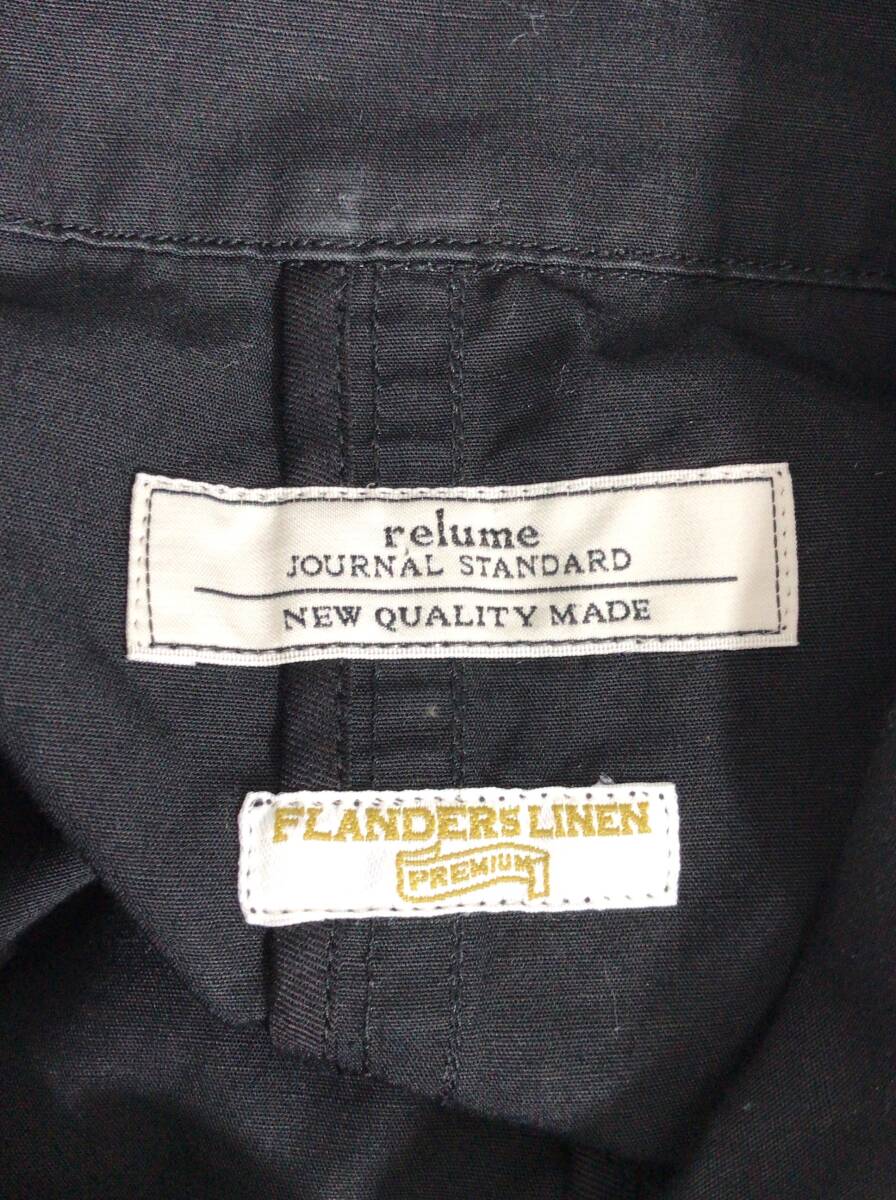 relume
JOURNAL STANDARD
NEW QUALITY MADE
FLANDERS LINEN
PREMIUM